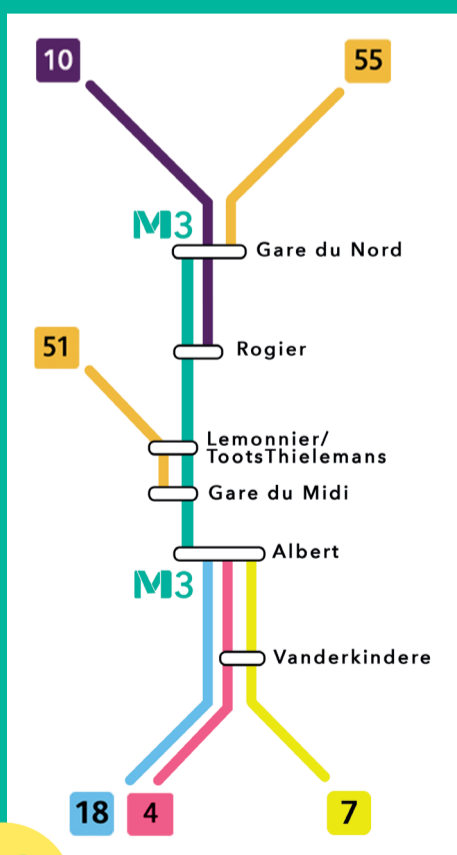 10
55
M3
Gare du Nord
Rogier
51
Lemonnier/
TootsThielemans
Gare du Midi
Albert
M3
Vanderkindere
18
4
7